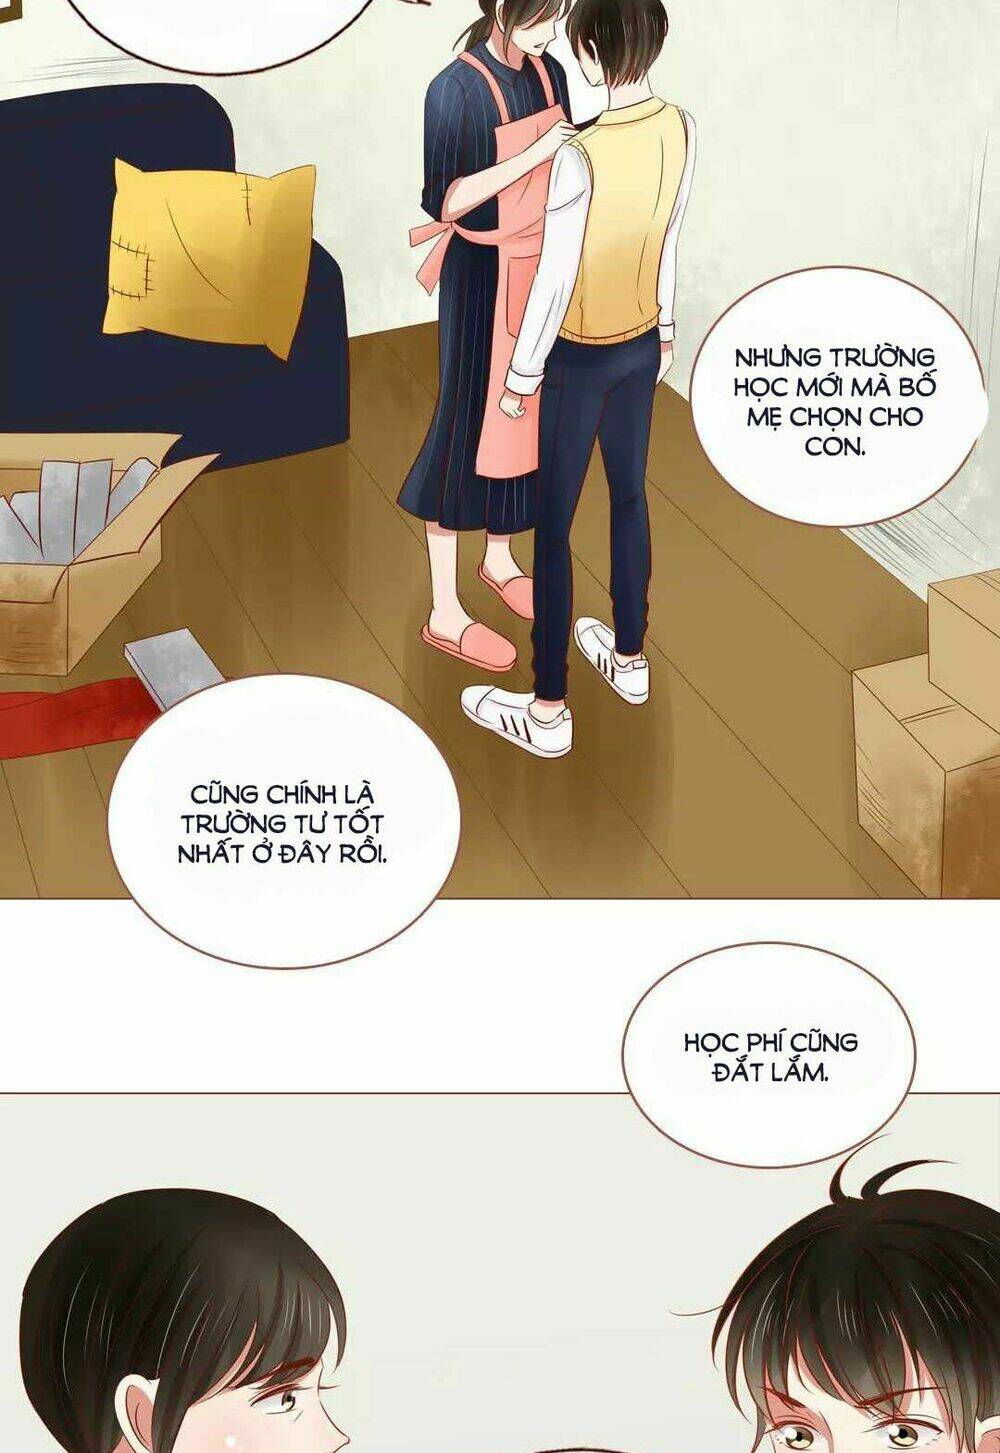 NHƯNG TRƯỜNG
HỌC MỚI MÀ BỐ
MẸ CHỌN CHO
CON.
CŨNG CHÍNH LÀ
TRƯỜNG TƯ TỐT
NHẤT Ở ĐÂY RỒI.
HỌC PHÍ CŨNG
ĐẮT LẮM.